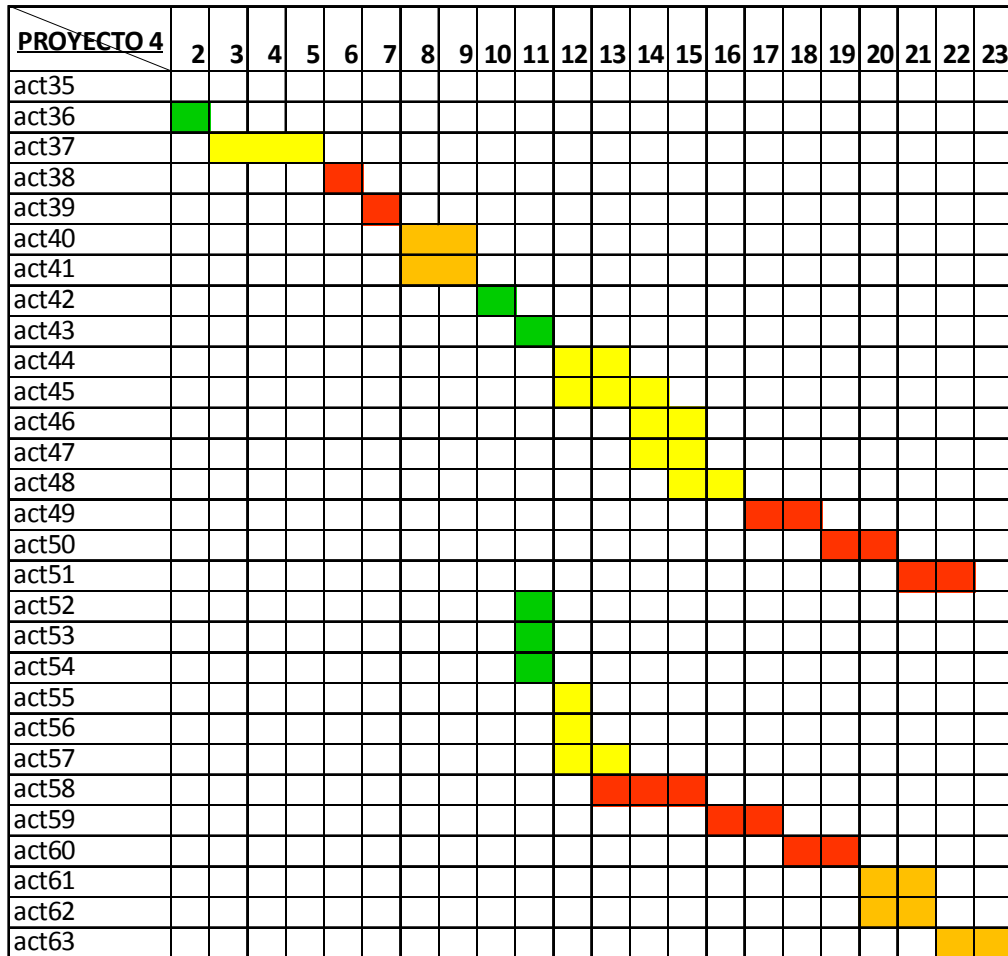 PROYECTO 4 2 3 4 5 6 7 8 9 10 11 12 13 14 15 16 17 18 19 20 21 22 23
act35
act36
act37
act38
act39
act40
act41
act42
act43
act44
act45
act46
act47
act48
act49
act50
act51
act52
act53
act54
act55
act56
act57
act58
act59
act60
act61
act62
act63